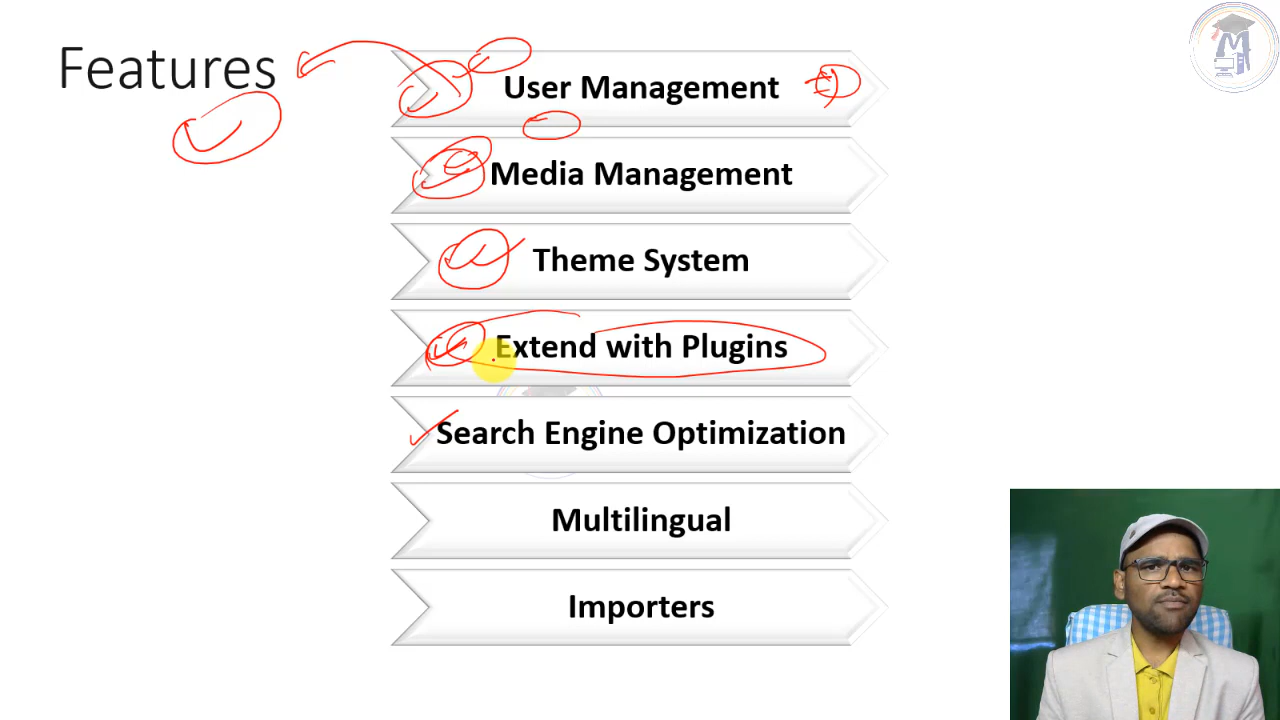 Features
User Management
Media Management
Theme System
Extend with Plugins
Search Engine Optimization
Multilingual
Importers
M